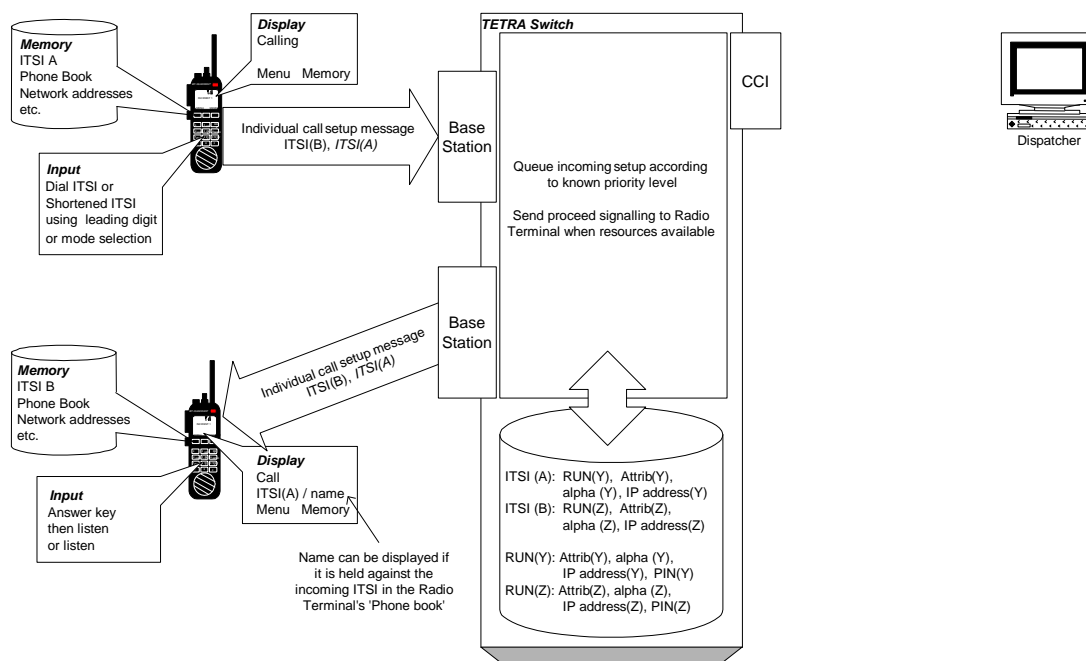 Memory
ITSI A
Phone Book
Network addresses
etc.
Display
Calling
Menu Memory
Input
Dial ITSI or
Shortened ITSI
using leading digit
or mode selection
Individual call setup message
ITSI(B), ITSI(A)
TETRA Switch
Base
Station
CCI
Dispatcher
Queue incoming setup according
to known priority level
Send proceed signalling to Radio
Terminal when resources available
Base
Station
Individual call setup message
ITSI(B), ITSI(A)
Memory
ITSI B
Phone Book
Network addresses
etc.
Input
Answer key
then listen
or listen
Display
Call
ITSI(A) / name
Menu Memory
Name can be displayed if
it is held against the
incoming ITSI in the Radio
Terminal's 'Phone book'
ITSI (A): RUN(Y), Attrib(Y),
alpha (Y), IP address(Y)
ITSI (B): RUN(Z), Attrib(Z),
alpha (Z), IP address(Z)
RUN(Y): Attrib(Y), alpha (Y),
IP address(Y), PIN(Y)
RUN(Z): Attrib(Z), alpha (Z),
IP address(Z), PIN(Z)